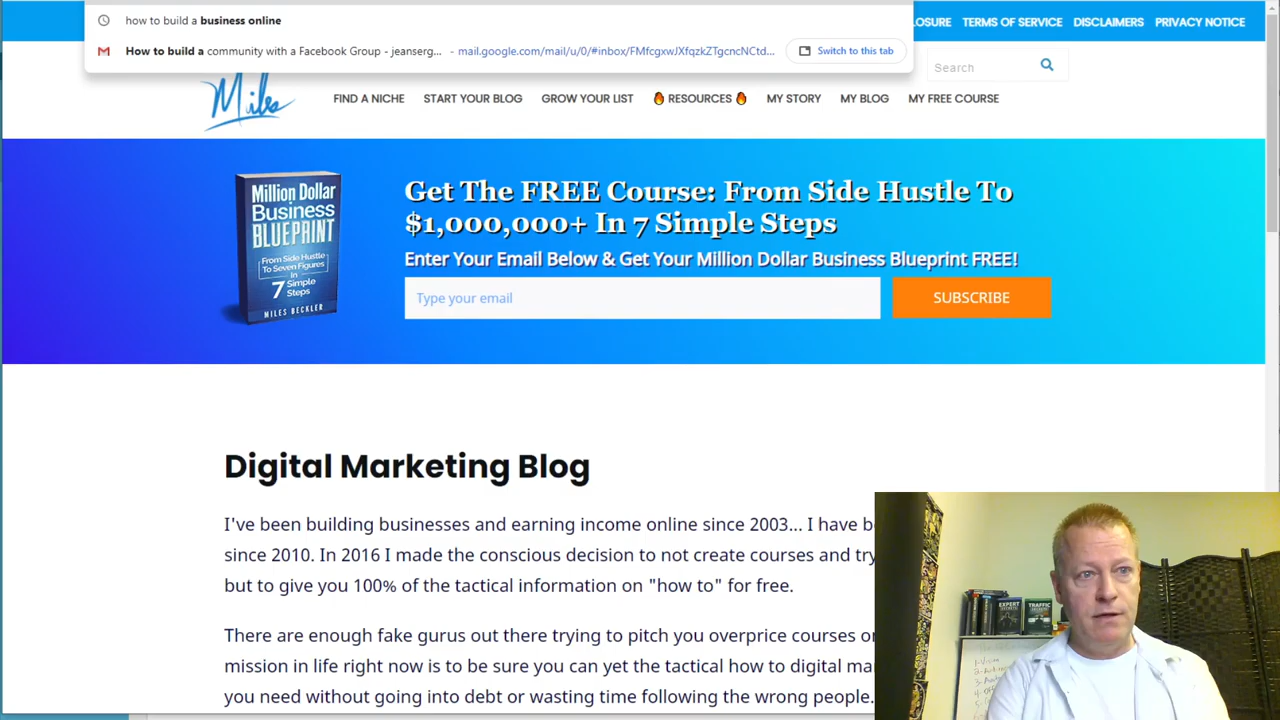 how to build a business online
How to build a community with a Facebook Group - jeanserg... - mail.google.com/mail/u/0/#inbox/FMfcgxwJXfqzkZTgcncNCtd... Switch to this tab
LOSURE TERMS OF SERVICE DISCLAIMERS PRIVACY NOTICE
Search
Miles
FIND A NICHE START YOUR BLOG GROW YOUR LIST 🔥 RESOURCES 🔥 MY STORY MY BLOG MY FREE COURSE
Million Dollar
Business
BLUEPRINT
From Side Hustle
To Seven Figures
in
7 Simple
Steps
MILES BECKLER
Get The FREE Course: From Side Hustle To
$1,000,000+ In 7 Simple Steps
Enter Your Email Below & Get Your Million Dollar Business Blueprint FREE!
Type your email
SUBSCRIBE
Digital Marketing Blog
I've been building businesses and earning income online since 2003... I have be
since 2010. In 2016 I made the conscious decision to not create courses and try
but to give you 100% of the tactical information on "how to" for free.
There are enough fake gurus out there trying to pitch you overprice courses or
mission in life right now is to be sure you can yet the tactical how to digital ma
you need without going into debt or wasting time following the wrong people.
EXPERT
SECRETS
TRAFFIC
SECRETS